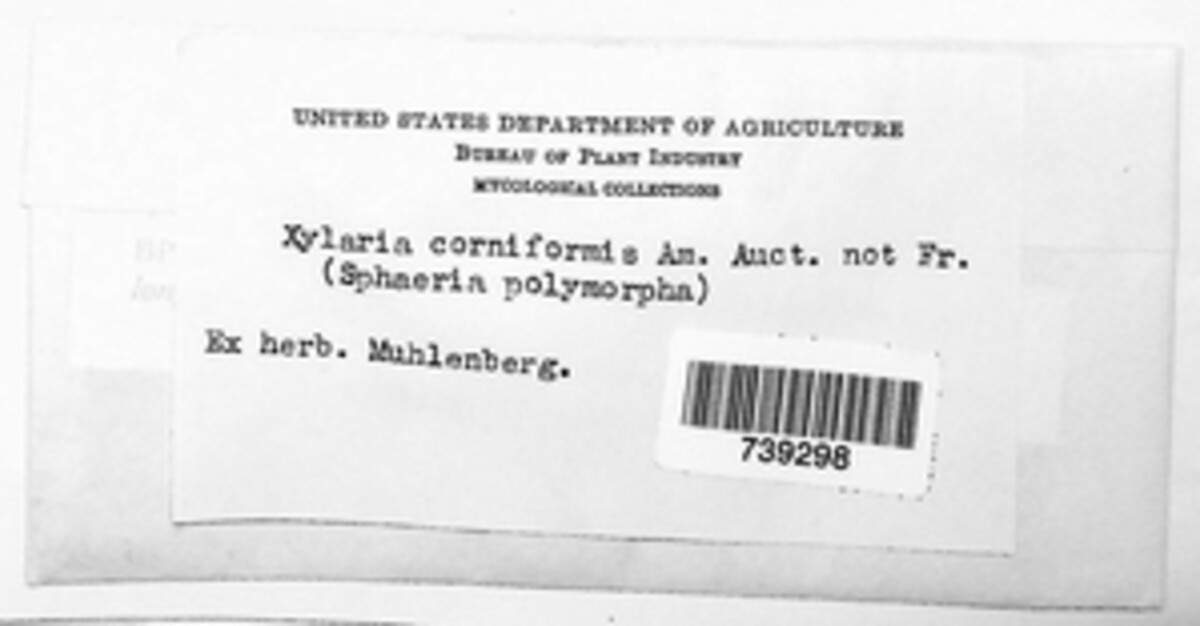 UNITED STATES DEPARTMENT OF AGRICULTURE
BUREAU OF PLANT INDUSTRY
MYCOLOGICAL COLLECTIONS
Xylaria corniformis Am. Auct. not Fr.
(Sphaeria polymorpha)
Ex herb. Muhlenberg.
739298